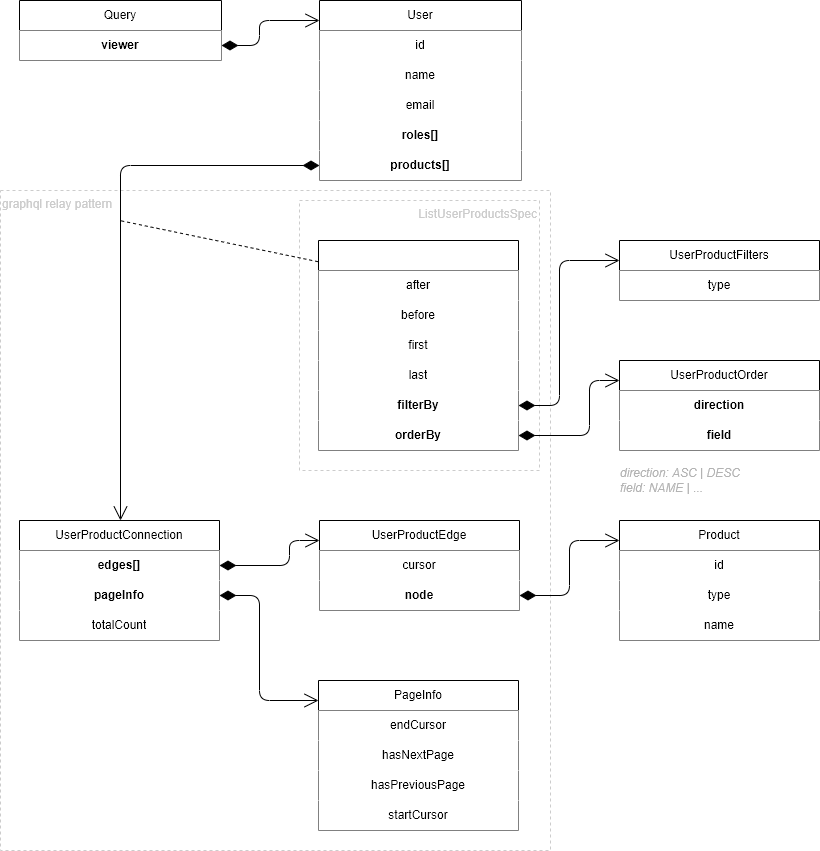 Query
viewer
User
id
name
email
roles[]
products[]
graphql relay pattern
ListUserProductsSpec
after
before
first
last
filterBy
orderBy
UserProductFilters
type
UserProductOrder
direction
field
direction: ASC | DESC
field: NAME | ...
UserProductConnection
edges[]
pageInfo
totalCount
UserProductEdge
cursor
node
Product
id
type
name
PageInfo
endCursor
hasNextPage
hasPreviousPage
startCursor